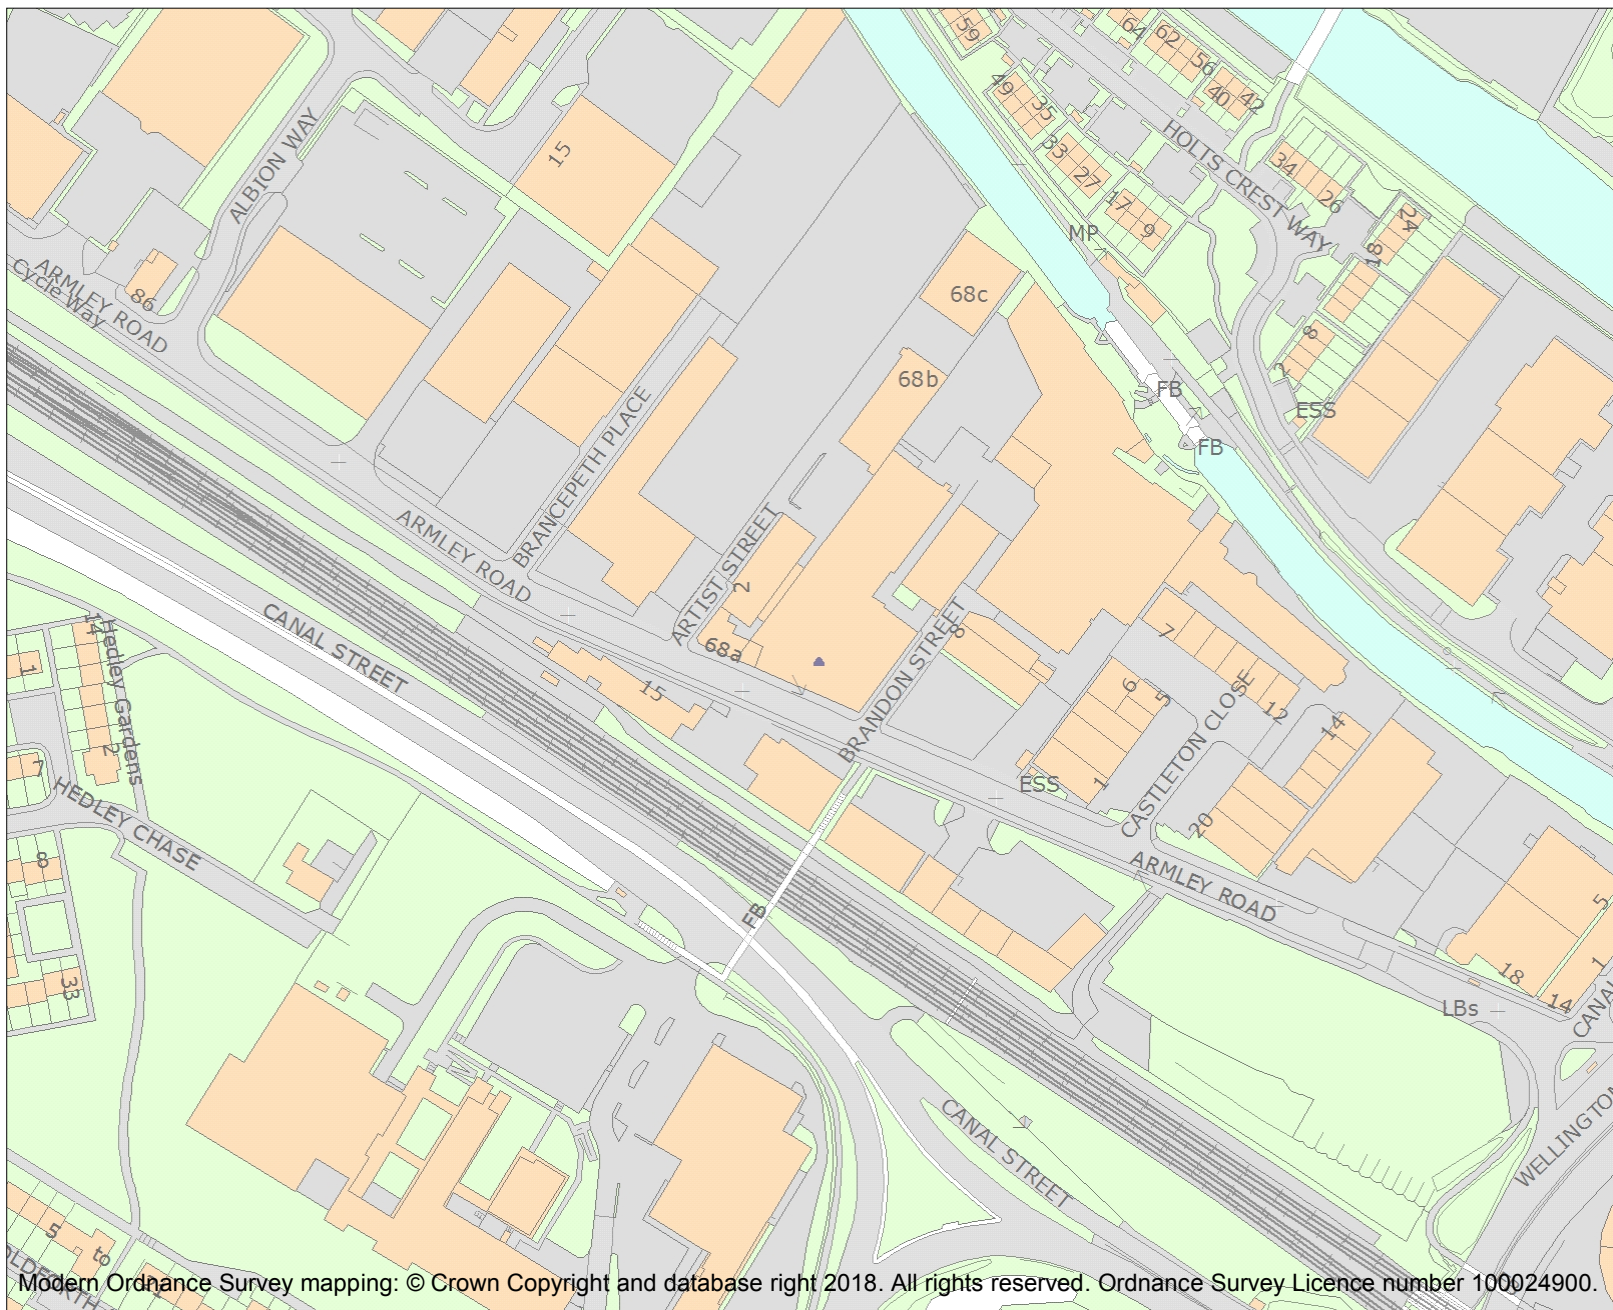 59
64
62
56
49
35
40
42
33
27
HOLTS CREST WAY
34
26
15
ALBION WAY
17
9
MP
24
18
ARMLEY ROAD
Cycle Way
86
68c
8
2
FB
68b
ESS
FB
BRANCEPETH PLACE
ARMLEY ROAD
ARTIST STREET
2
68a
8
BRANDON STREET
7
CANAL STREET
14
Hedley Gardens
1
2
7
15
6
5
12
14
CASTLETON CLOSE
1
ESS
20
HEDLEY CHASE
8
33
FB
ARMLEY ROAD
5
18
14
1
LBs
CANAL
WELLINGTON
CANAL STREET
5
to
Modern Ordnance Survey mapping: © Crown Copyright and database right 2018. All rights reserved. Ordnance Survey Licence number 100024900.